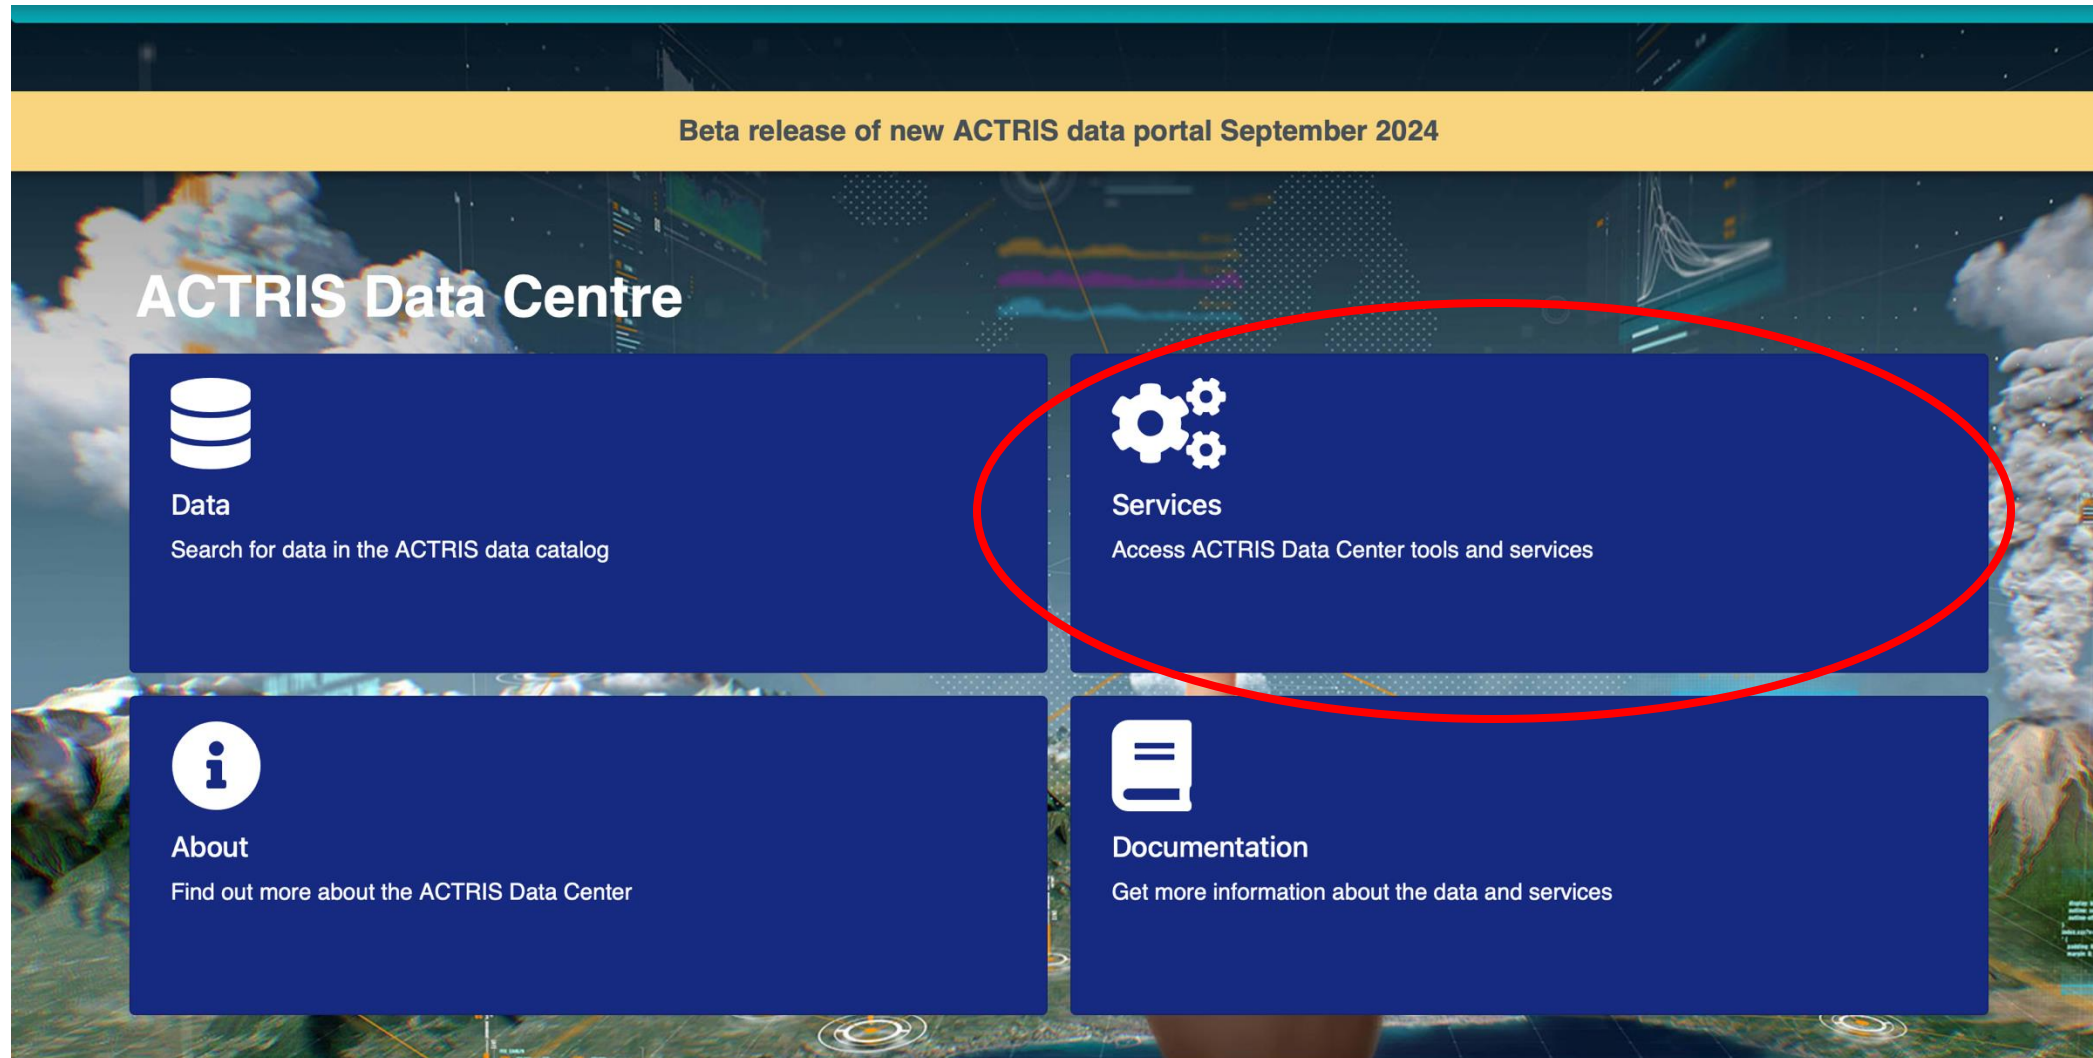 Beta release of new ACTRIS data portal September 2024
ACTRIS Data Centre
Data
Search for data in the ACTRIS data catalog
Services
Access ACTRIS Data Center tools and services
About
Find out more about the ACTRIS Data Center
Documentation
Get more information about the data and services